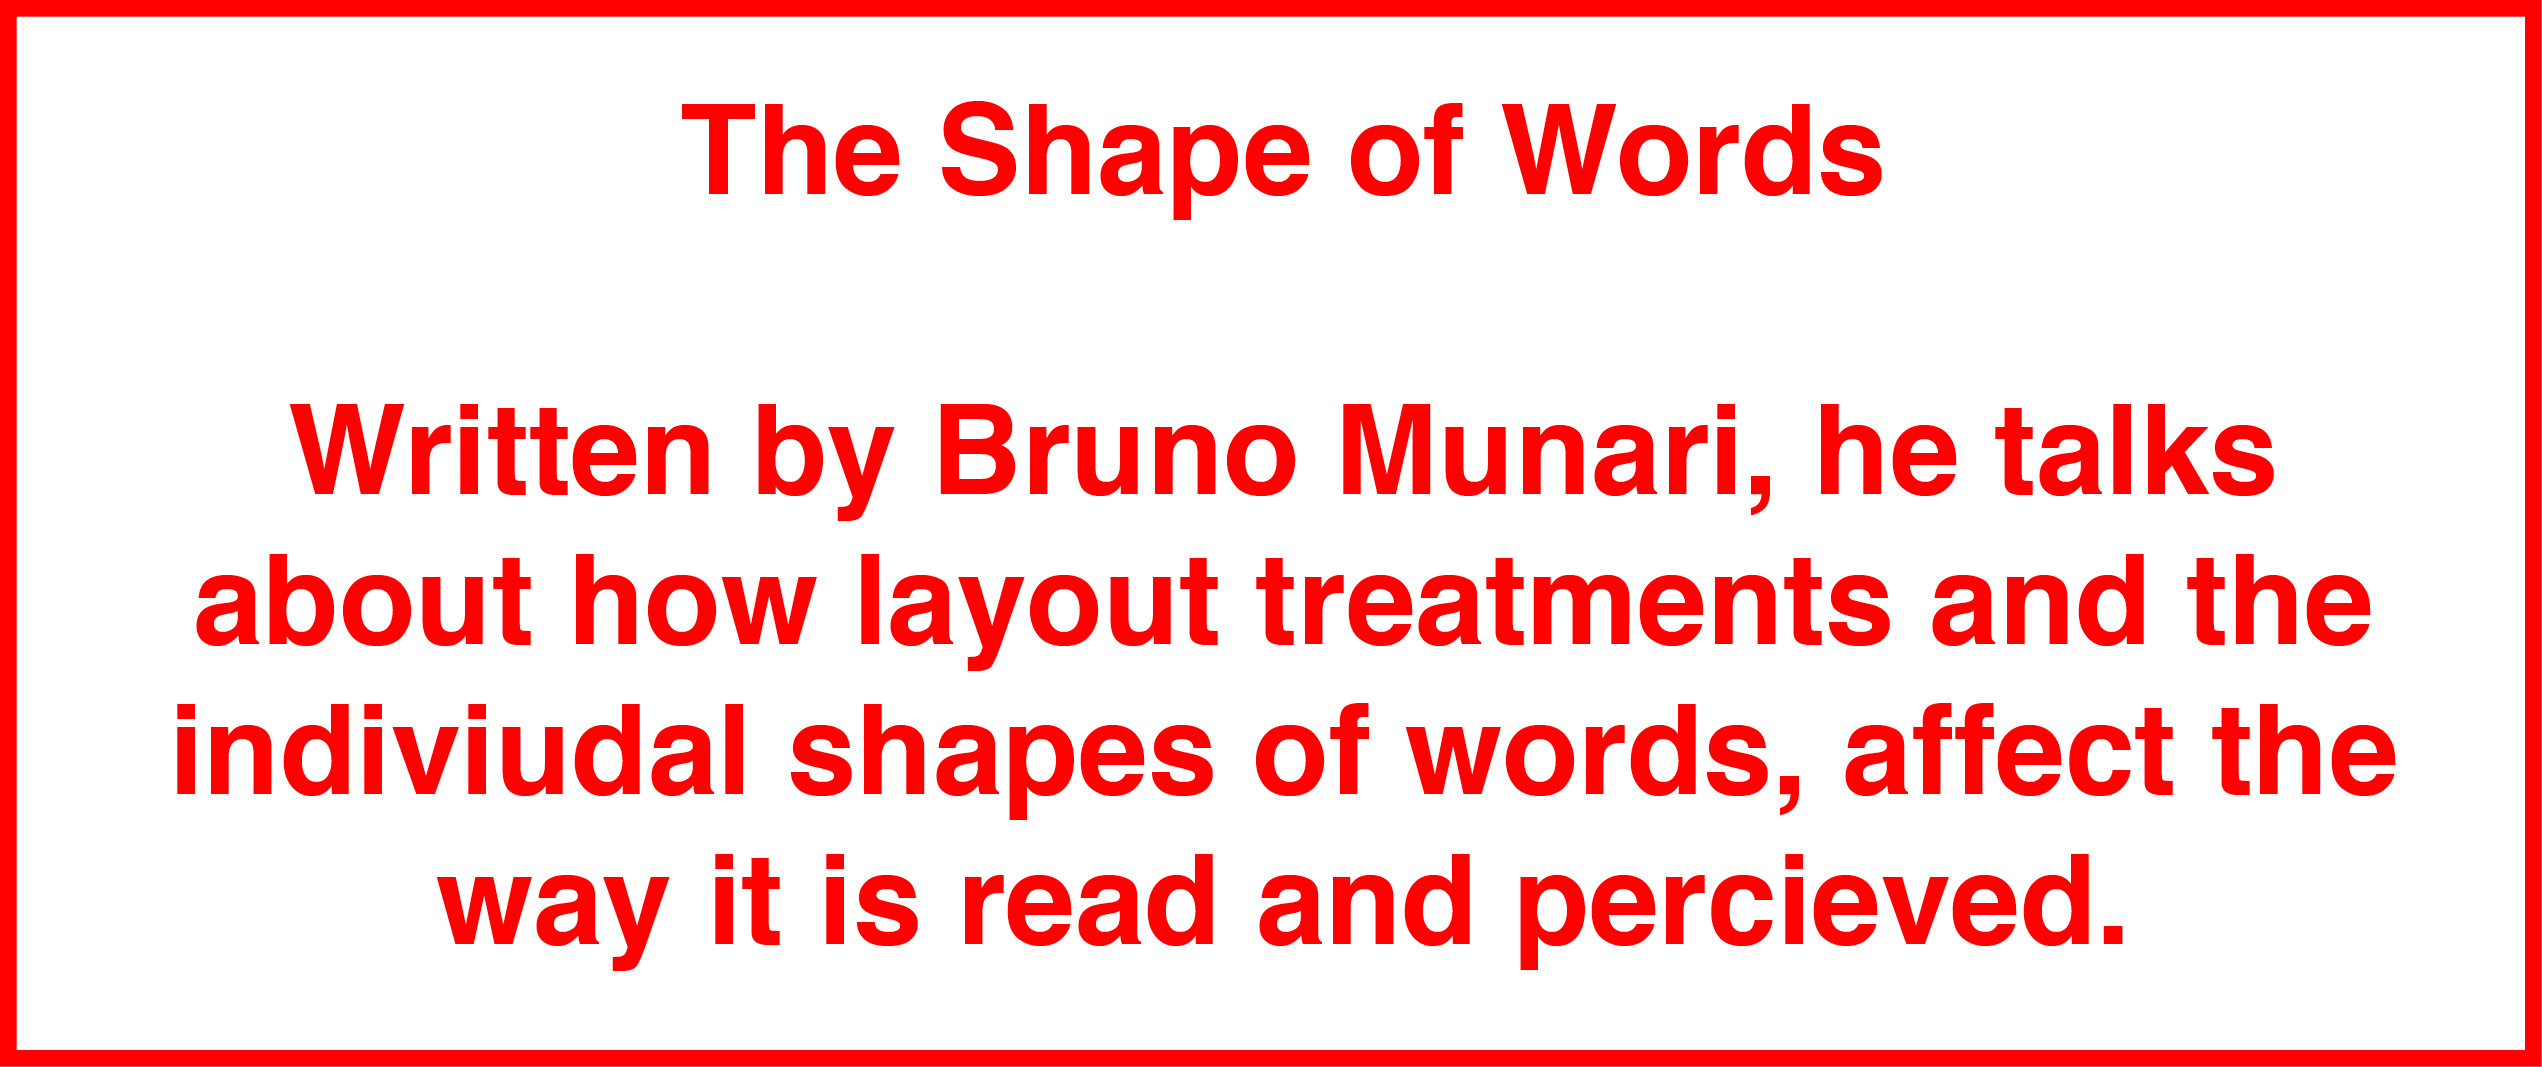 The Shape of Words
Written by Bruno Munari, he talks
about how layout treatments and the
indiviudal shapes of words, affect the
way it is read and percieved.